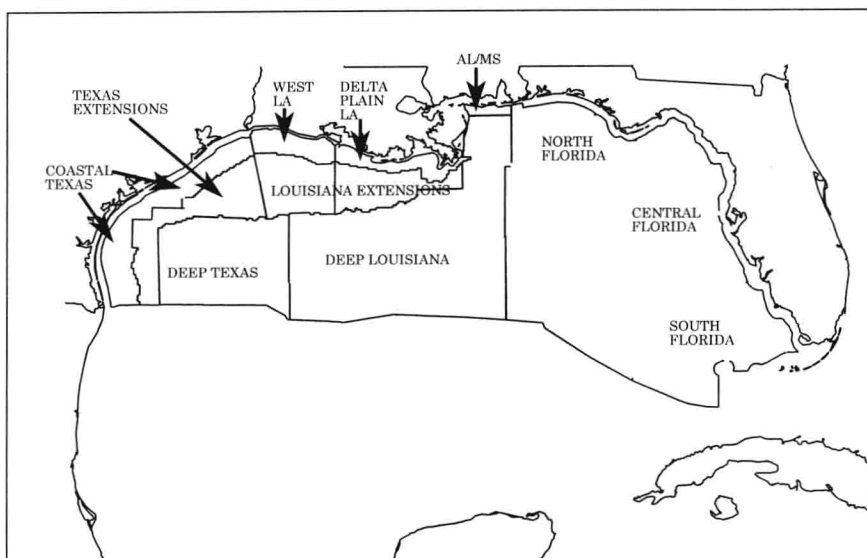 AL/MS
WEST
LA
DELTA
PLAIN
LA
TEXAS
EXTENSIONS
NORTH
FLORIDA
COASTAL
TEXAS
LOUISIANA EXTENSIONS
CENTRAL
FLORIDA
DEEP TEXAS
DEEP LOUISIANA
SOUTH
FLORIDA